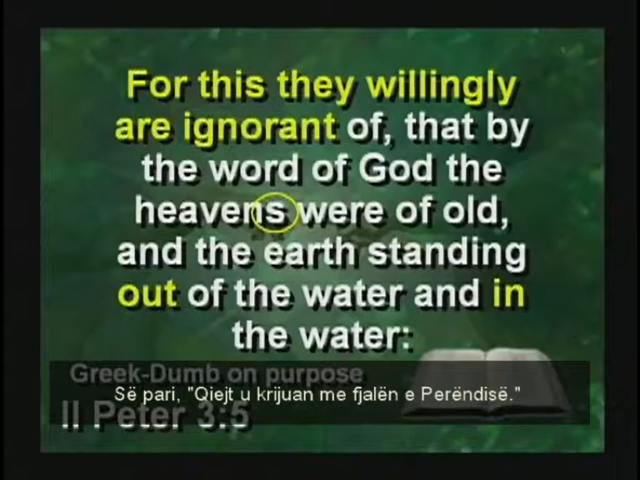 For this they willingly
are ignorant of, that by
the word of God the
heavens were of old,
and the earth standing
out of the water and in
the water:
Greek-Dumb on purpose
Së pari, "Qiejt u krijuan me fjalën e Perëndisë."
II Peter 3:5